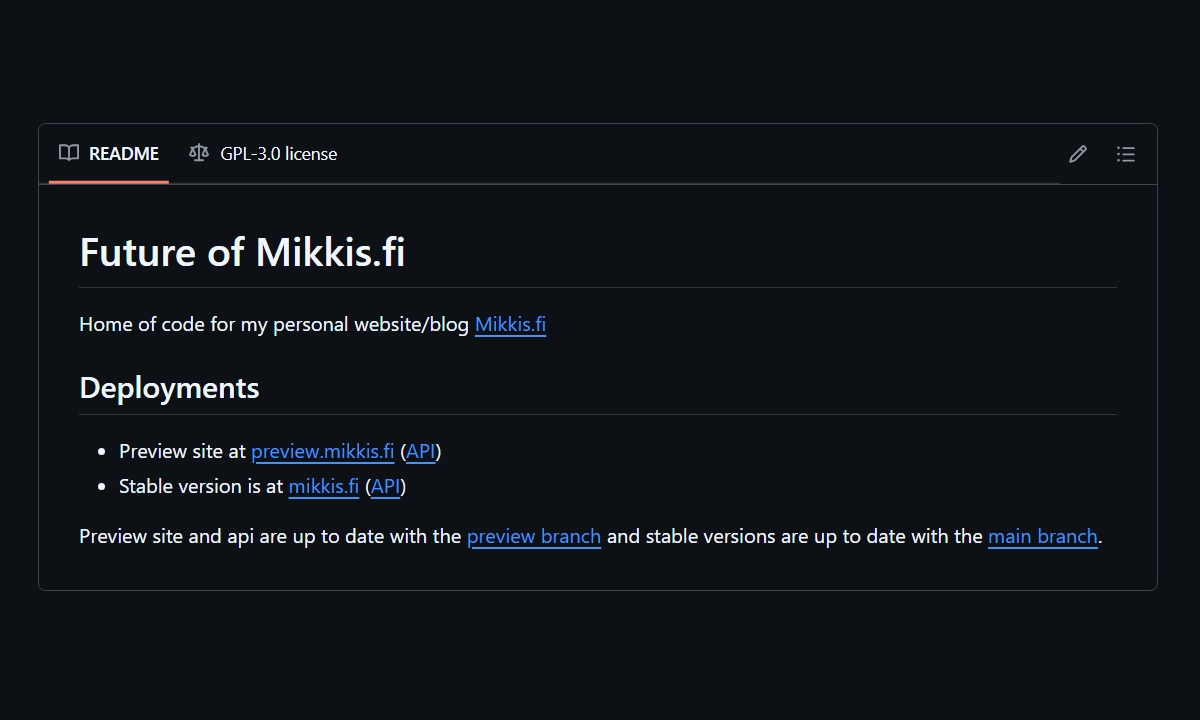 README GPL-3.0 license
Future of Mikkis.fi
Home of code for my personal website/blog Mikkis.fi
Deployments
Preview site at preview.mikkis.fi (API)
Stable version is at mikkis.fi (API)
Preview site and api are up to date with the preview branch and stable versions are up to date with the main branch.